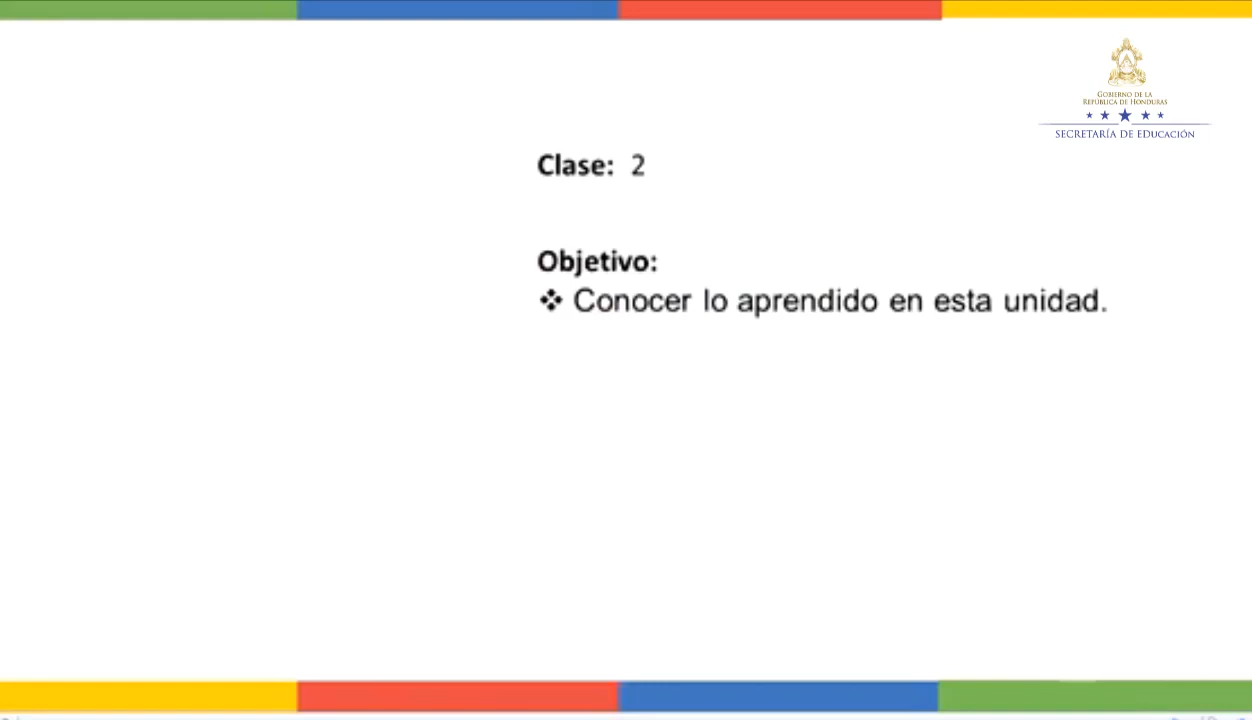 GOBIERNO DE LA
REPÚBLICA DE HONDURAS
SECRETARÍA DE EDUCACIÓN
Clase: 2
Objetivo:
❖ Conocer lo aprendido en esta unidad.